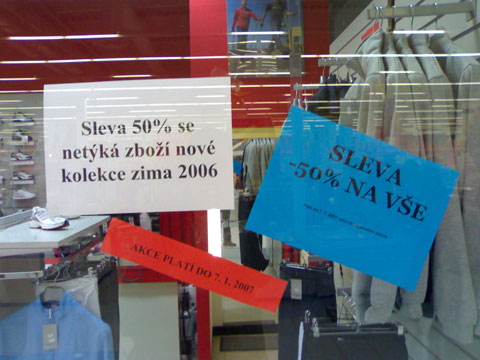 Sleva 50% se
netýká zboží nové
kolekce zima 2006
SLEVA
-50% NA VŠE
AKCE PLATÍ DO 7. 1. 2007